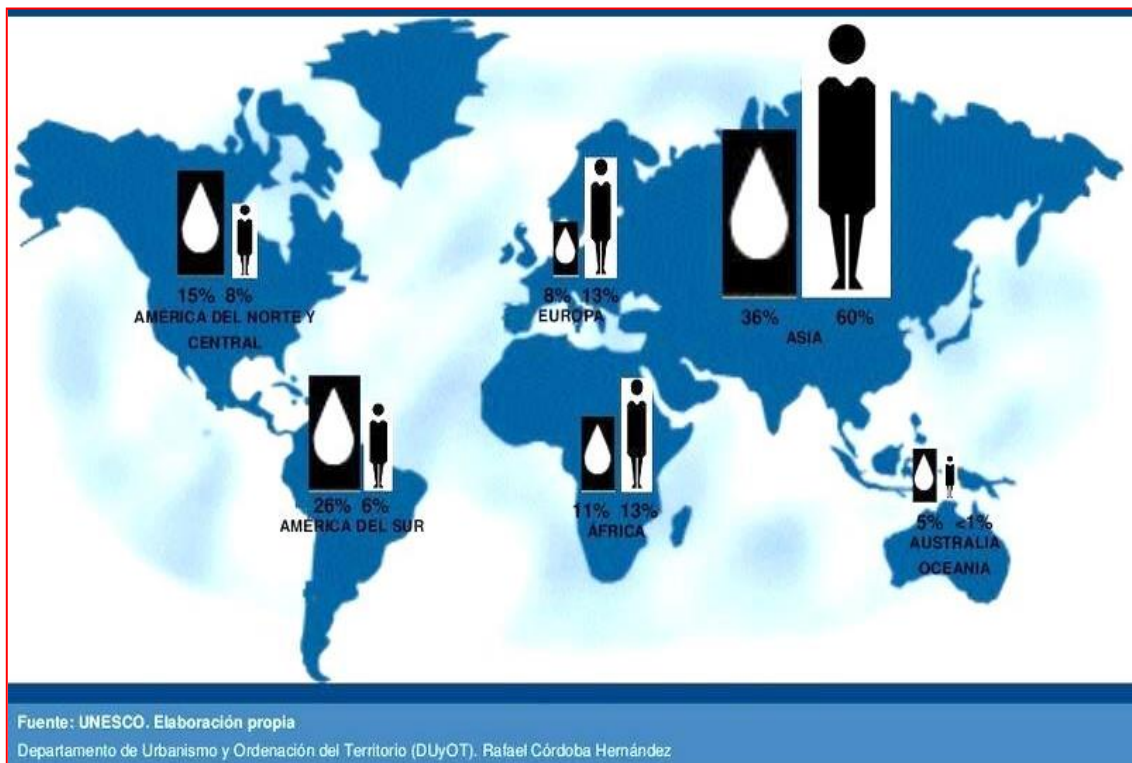 15% 8%
AMÉRICA DEL NORTE Y
CENTRAL
8% 13%
EUROPA
36% 60%
ASIA
26% 6%
AMÉRICA DEL SUR
11% 13%
ÁFRICA
5% <1%
AUSTRALIA
OCEANIA
Fuente: UNESCO. Elaboración propia
Departamento de Urbanismo y Ordenación del Territorio (DUyOT). Rafael Córdoba Hernández